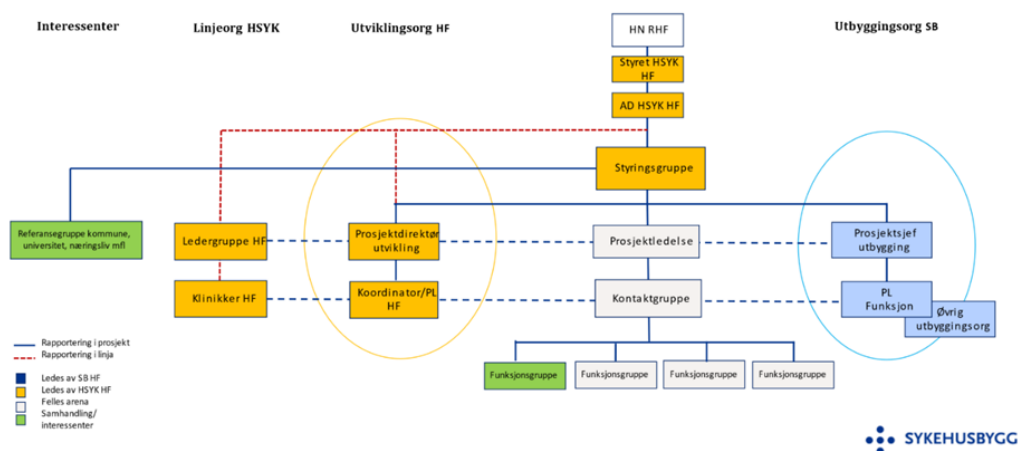 Interessenter
Linjeorg HSYK
Utviklingsorg HF
HN RHF
Utbyggingsorg SB
Styret HSYK
HF
AD HSYK HF
Styringsgruppe
Referansegruppe kommune,
universitet, næringsliv mfl
Ledergruppe HF
Prosjektdirektør
utvikling
Prosjektledelse
Prosjektsjef
utbygging
Klinikker HF
Koordinator/PL
HF
Kontaktgruppe
PL
Funksjon
Øvrig
utbyggingsorg
Rapportering i prosjekt
Rapportering i linja
Funksjonsgruppe
Funksjonsgruppe
Funksjonsgruppe
Funksjonsgruppe
Ledes av SB HF
Ledes av HSYK HF
Felles arena
Samhandling/
interessenter
SYKEHUSBYGG